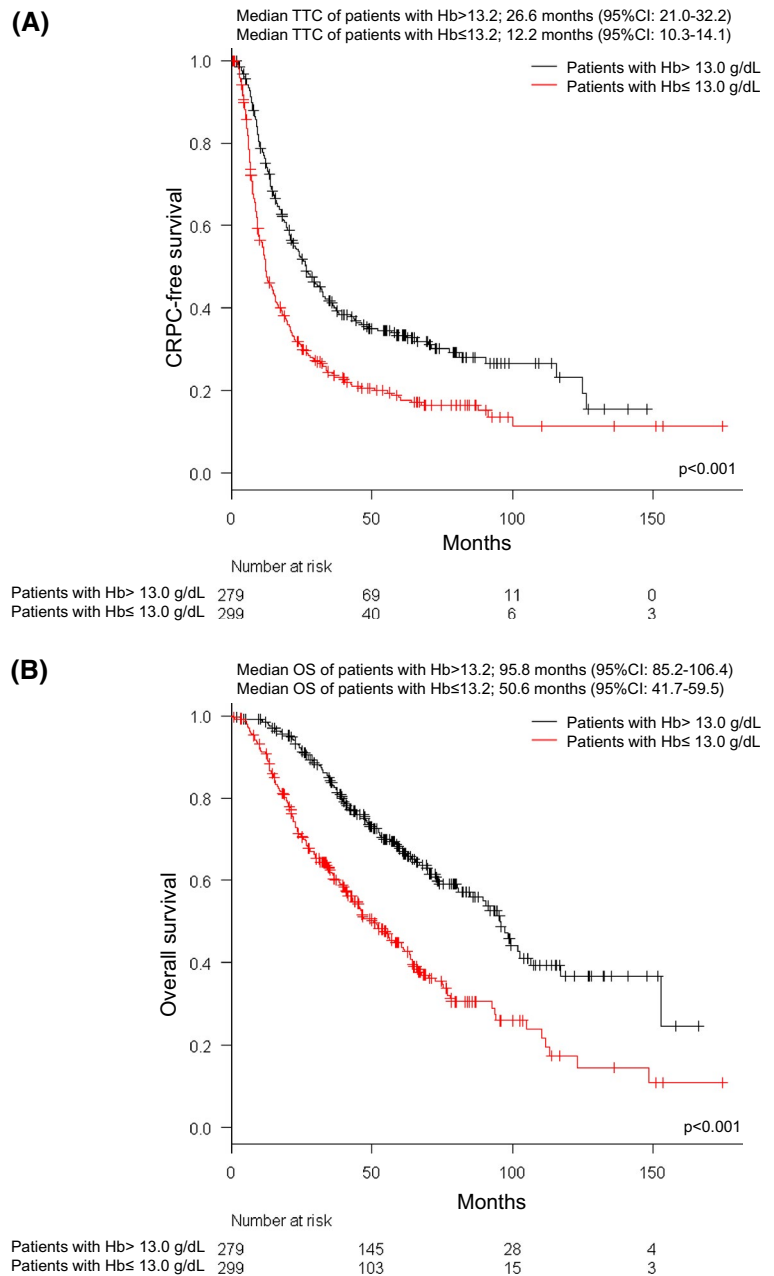 (A)
Median TTC of patients with Hb>13.2; 26.6 months (95%CI: 21.0-32.2)
Median TTC of patients with Hb≤13.2; 12.2 months (95%CI: 10.3-14.1)
Patients with Hb> 13.0 g/dL
Patients with Hb≤ 13.0 g/dL
1.0
0.8
0.6
0.4
0.2
0.0
CRPC-free survival
p<0.001
0 50 100 150
Months
Number at risk
Patients with Hb> 13.0 g/dL 279 69 11 0
Patients with Hb≤ 13.0 g/dL 299 40 6 3
(B)
Median OS of patients with Hb>13.2; 95.8 months (95%CI: 85.2-106.4)
Median OS of patients with Hb≤13.2; 50.6 months (95%CI: 41.7-59.5)
Patients with Hb> 13.0 g/dL
Patients with Hb≤ 13.0 g/dL
1.0
0.8
0.6
0.4
0.2
0.0
Overall survival
p<0.001
0 50 100 150
Months
Number at risk
Patients with Hb> 13.0 g/dL 279 145 28 4
Patients with Hb≤ 13.0 g/dL 299 103 15 3